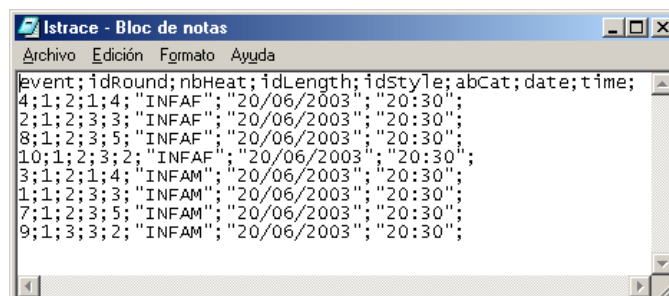 lstrace - Bloc de notas
Archivo Edición Formato Ayuda
event;idRound;nbHeat;idLength;idStyle;abCat;date;time;
4;1;2;1;4;"INFAF";"20/06/2003";"20:30";
2;1;2;3;3;"INFAF";"20/06/2003";"20:30";
8;1;2;3;5;"INFAF";"20/06/2003";"20:30";
10;1;2;3;2;"INFAF";"20/06/2003";"20:30";
3;1;2;1;4;"INFAM";"20/06/2003";"20:30";
1;1;2;3;3;"INFAM";"20/06/2003";"20:30";
7;1;2;3;5;"INFAM";"20/06/2003";"20:30";
9;1;3;3;2;"INFAM";"20/06/2003";"20:30";